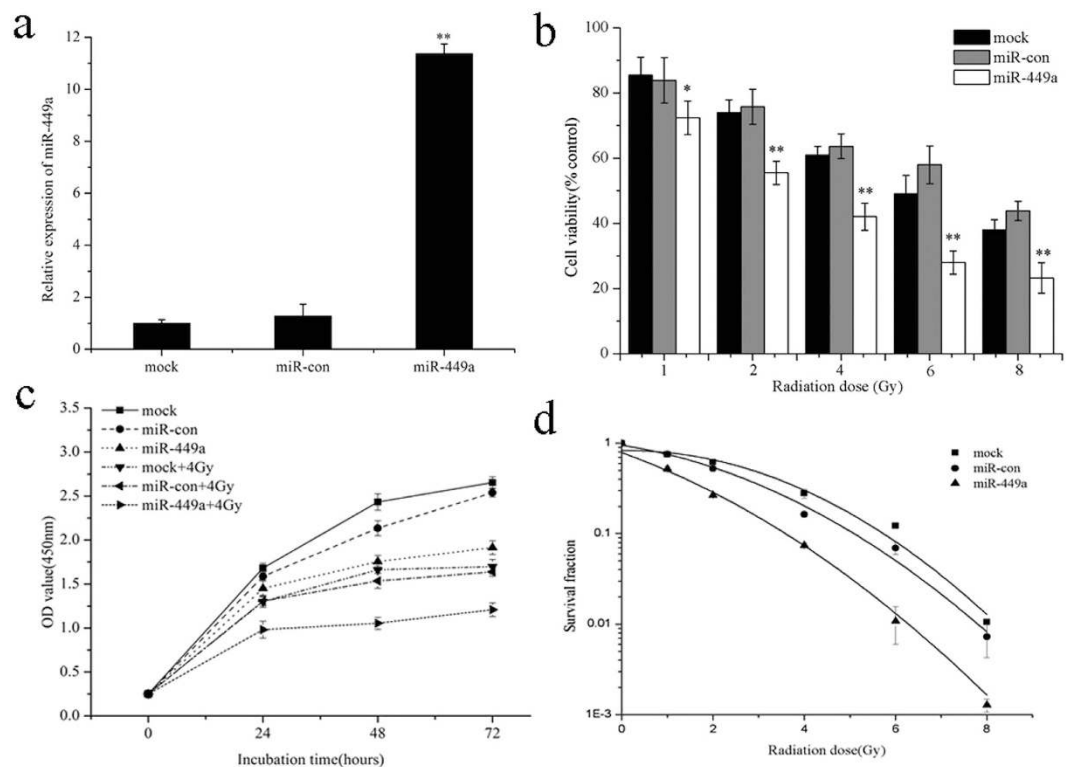 a
12
10
8
6
4
2
0
Relative expression of miR-449a
**
mock
miR-con
miR-449a
b
100
80
60
40
20
0
Cell viability(% control)
mock
miR-con
miR-449a
*
**
**
**
**
1
2
4
6
8
Radiation dose (Gy)
c
3.5
3.0
2.5
2.0
1.5
1.0
0.5
0.0
OD value(450nm)
mock
miR-con
miR-449a
mock+4Gy
miR-con+4Gy
miR-449a+4Gy
0
24
48
72
Incubation time(hours)
d
1
0.1
0.01
1E-3
Survival fraction
mock
miR-con
miR-449a
0
2
4
6
8
Radiation dose(Gy)